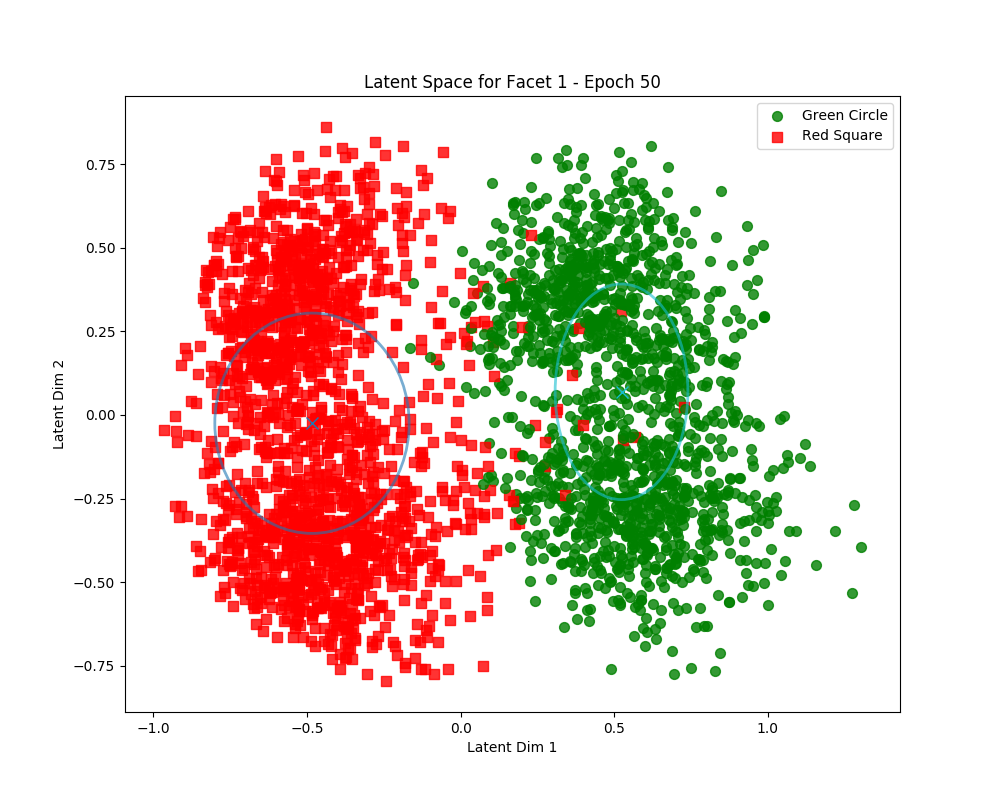 Latent Space for Facet 1 - Epoch 50
Green Circle
Red Square
0.75
0.50
0.25
0.00
−0.25
−0.50
−0.75
Latent Dim 2
−1.0
−0.5
0.0
0.5
1.0
Latent Dim 1